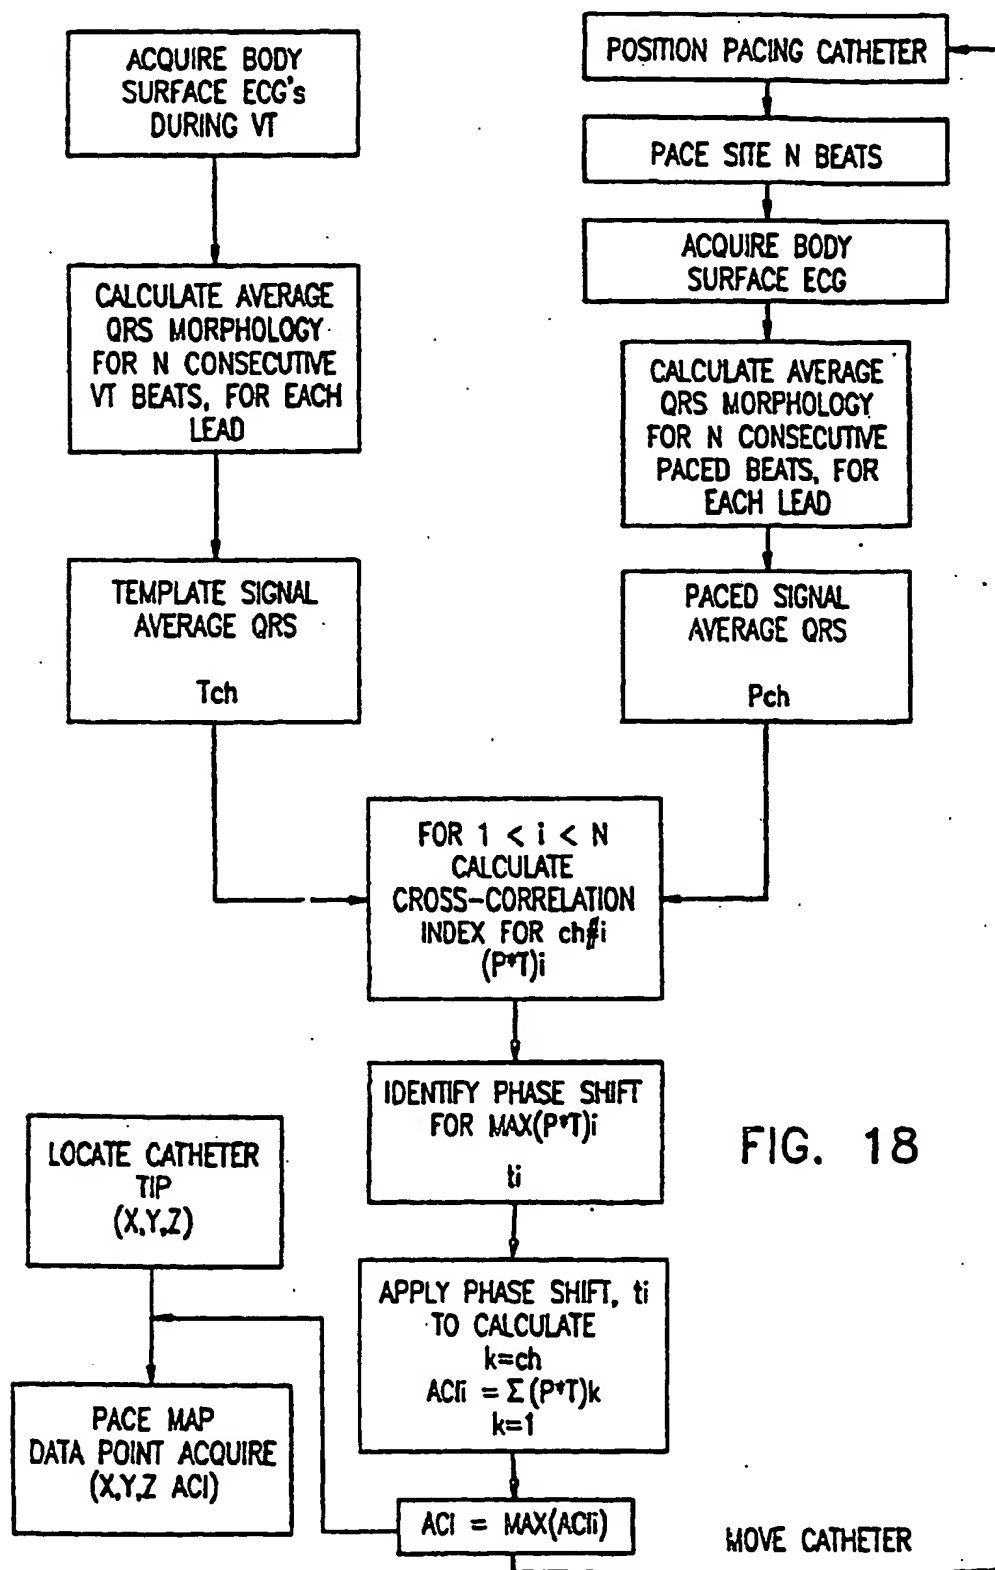 ACQUIRE BODY
SURFACE ECG's
DURING VT
CALCULATE AVERAGE
QRS MORPHOLOGY
FOR N CONSECUTIVE
VT BEATS, FOR EACH
LEAD
TEMPLATE SIGNAL
AVERAGE QRS
Tch
POSITION PACING CATHETER
PACE SITE N BEATS
ACQUIRE BODY
SURFACE ECG
CALCULATE AVERAGE
QRS MORPHOLOGY
FOR N CONSECUTIVE
PACED BEATS, FOR
EACH LEAD
PACED SIGNAL
AVERAGE QRS
Pch
FOR 1 < i < N
CALCULATE
CROSS-CORRELATION
INDEX FOR ch#i
(P*T)i
IDENTIFY PHASE SHIFT
FOR MAX(P*T)i
ti
APPLY PHASE SHIFT, ti
TO CALCULATE
k=ch
ACIi = Σ(P*T)k
k=1
ACI = MAX(ACIi)
LOCATE CATHETER
TIP
(X,Y,Z)
PACE MAP
DATA POINT ACQUIRE
(X,Y,Z ACI)
FIG. 18
MOVE CATHETER